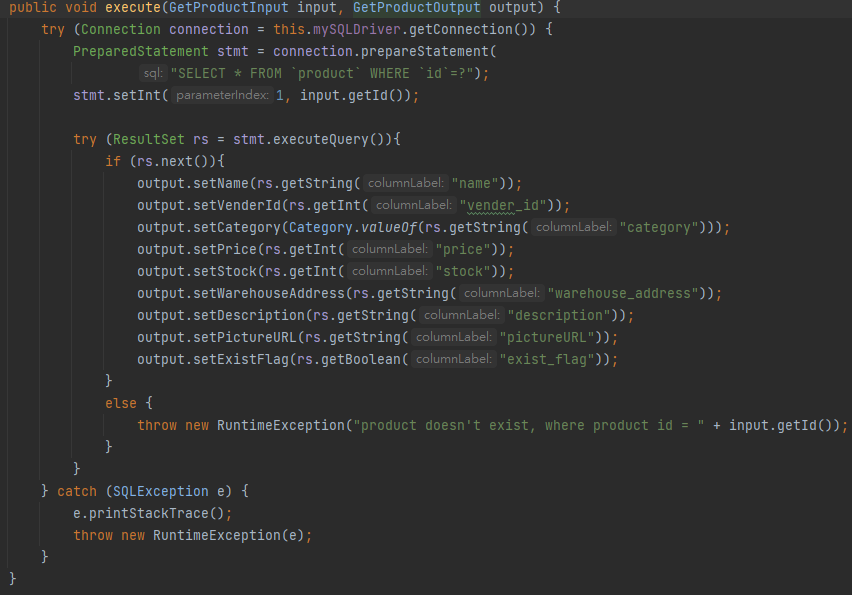 public void execute(GetProductInput input, GetProductOutput output) {
try (Connection connection = this.mySQLDriver.getConnection()) {
PreparedStatement stmt = connection.prepareStatement(
sql: "SELECT * FROM `product` WHERE `id`=?");
stmt.setInt( parameterIndex: 1, input.getId());
try (ResultSet rs = stmt.executeQuery()){
if (rs.next()){
output.setName(rs.getString( columnLabel: "name"));
output.setVenderId(rs.getInt( columnLabel: "vender_id"));
output.setCategory(Category.valueOf(rs.getString( columnLabel: "category")));
output.setPrice(rs.getInt( columnLabel: "price"));
output.setStock(rs.getInt( columnLabel: "stock"));
output.setWarehouseAddress(rs.getString( columnLabel: "warehouse_address"));
output.setDescription(rs.getString( columnLabel: "description"));
output.setPictureURL(rs.getString( columnLabel: "pictureURL"));
output.setExistFlag(rs.getBoolean( columnLabel: "exist_flag"));
}
else {
throw new RuntimeException("product doesn't exist, where product id = " + input.getId());
}
}
} catch (SQLException e) {
e.printStackTrace();
throw new RuntimeException(e);
}
}